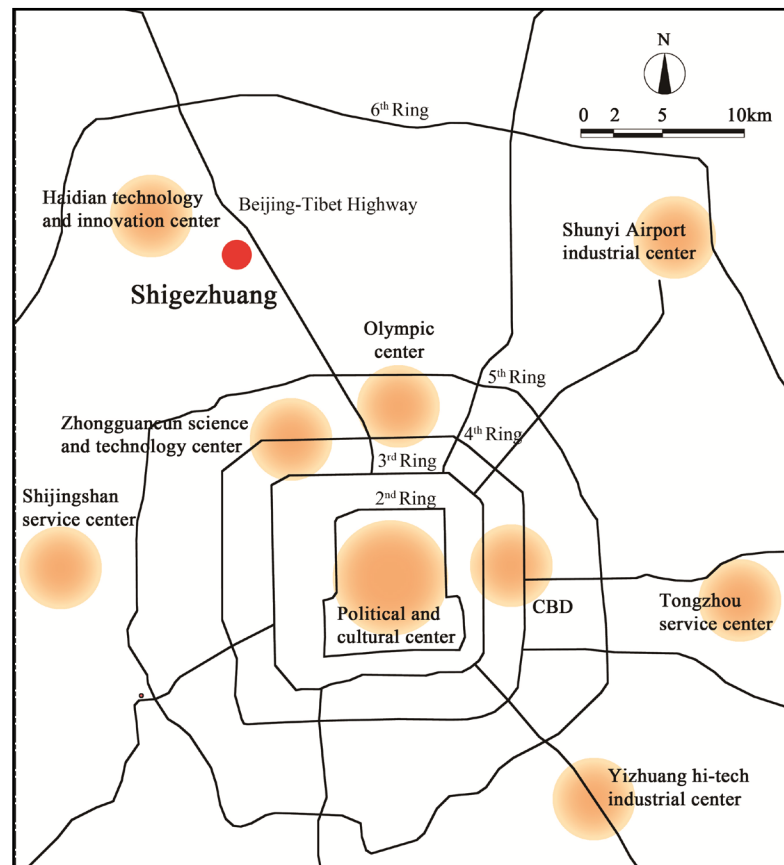 N
0 2 5 10km
6th Ring
Haidian technology
and innovation center
Beijing-Tibet Highway
Shunyi Airport
industrial center
Shigezhuang
Olympic
center
5th Ring
Zhongguancun science
and technology center
4th Ring
3rd Ring
Shijingshan
service center
2nd Ring
CBD
Tongzhou
service center
Political and
cultural center
Yizhuang hi-tech
industrial center